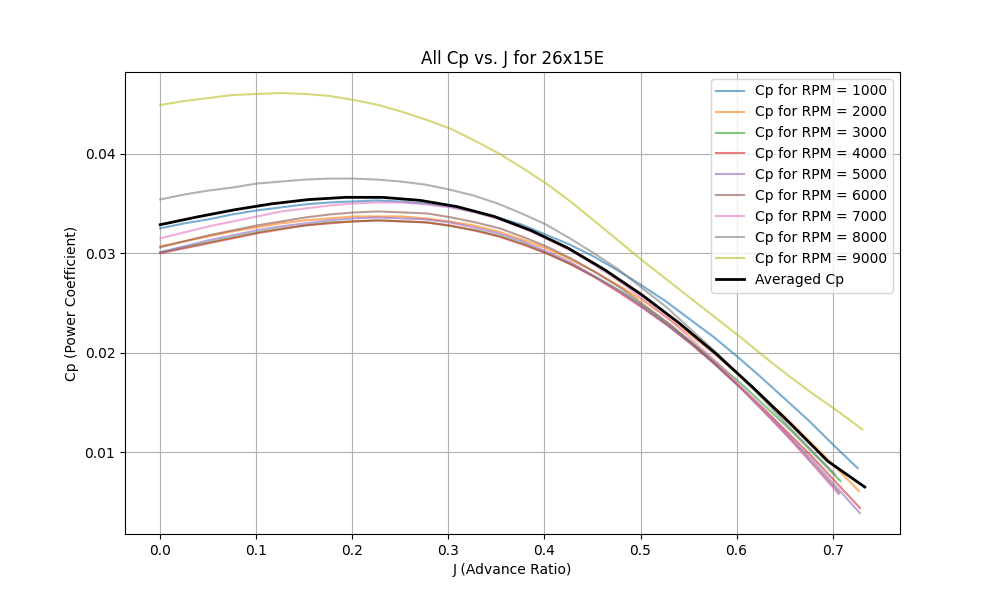 All Cp vs. J for 26x15E
Cp (Power Coefficient)
0.04
0.03
0.02
0.01
Cp for RPM = 1000
Cp for RPM = 2000
Cp for RPM = 3000
Cp for RPM = 4000
Cp for RPM = 5000
Cp for RPM = 6000
Cp for RPM = 7000
Cp for RPM = 8000
Cp for RPM = 9000
Averaged Cp
0.0 0.1 0.2 0.3 0.4 0.5 0.6 0.7
J (Advance Ratio)